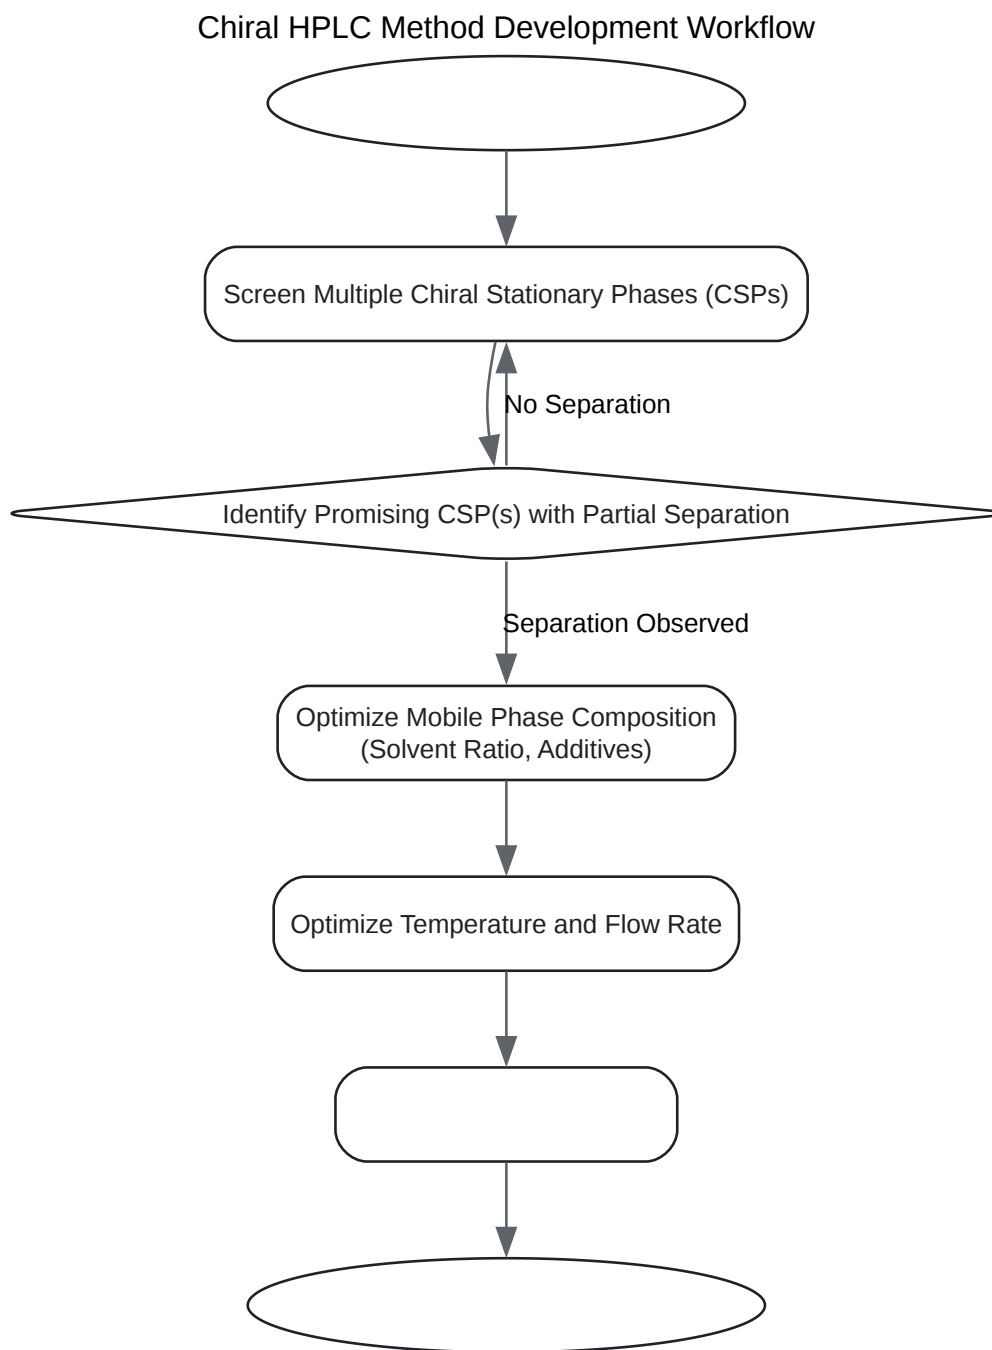 Chiral HPLC Method Development Workflow
Screen Multiple Chiral Stationary Phases (CSPs)
No Separation
Identify Promising CSP(s) with Partial Separation
Separation Observed
Optimize Mobile Phase Composition
(Solvent Ratio, Additives)
Optimize Temperature and Flow Rate